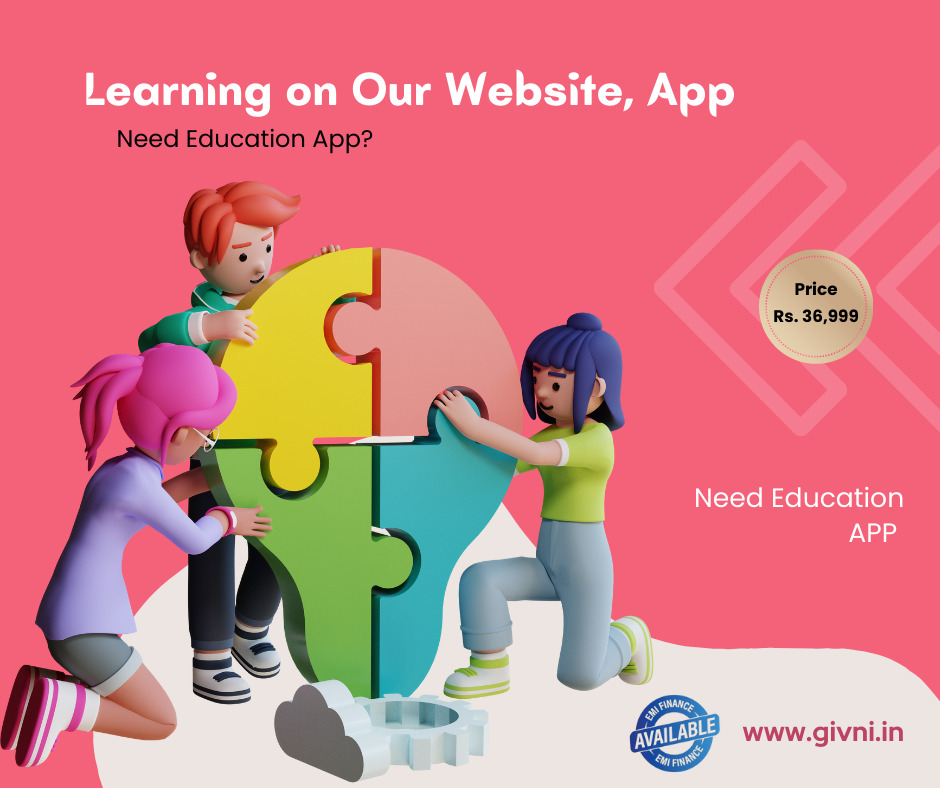 Learning on Our Website, App
Need Education App?
Price
Rs. 36,999
Need Education
APP
EMI FINANCE
AVAILABLE
EMI FINANCE
www.givni.in